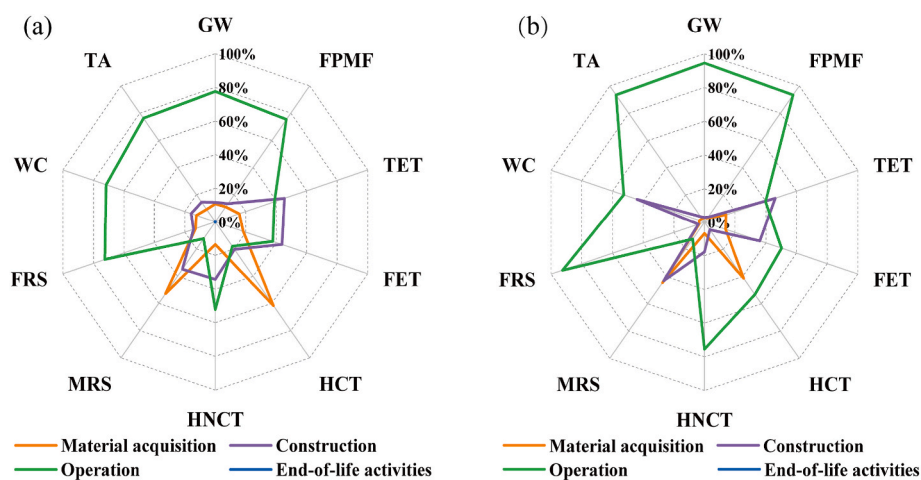 (a)
GW
FPMF
TET
FET
HCT
HNCT
MRS
FRS
WC
TA
100%
80%
60%
40%
20%
0%
Material acquisition
Construction
Operation
End-of-life activities
(b)
GW
FPMF
TET
FET
HCT
HNCT
MRS
FRS
WC
TA
100%
80%
60%
40%
20%
0%
Material acquisition
Construction
Operation
End-of-life activities